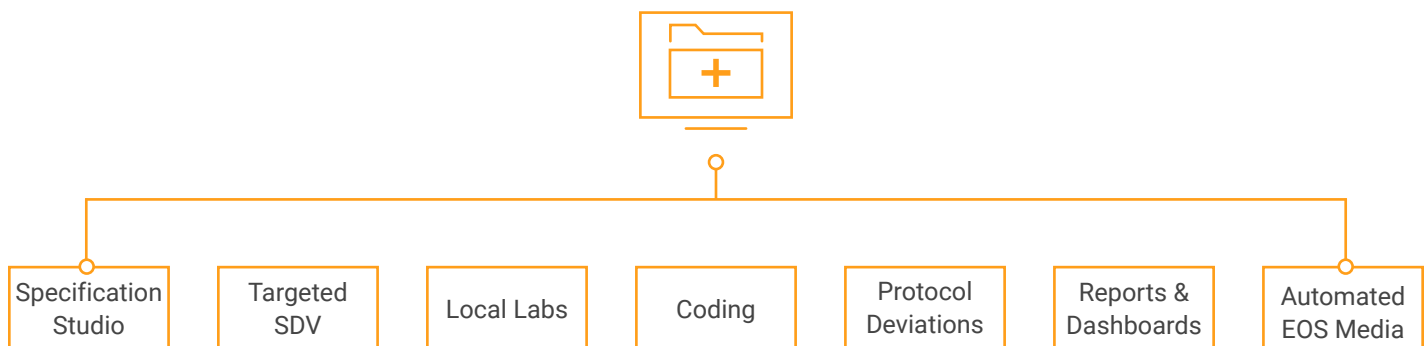 Specification
Studio
Targeted
SDV
Local Labs
Coding
Protocol
Deviations
Reports &
Dashboards
Automated
EOS Media